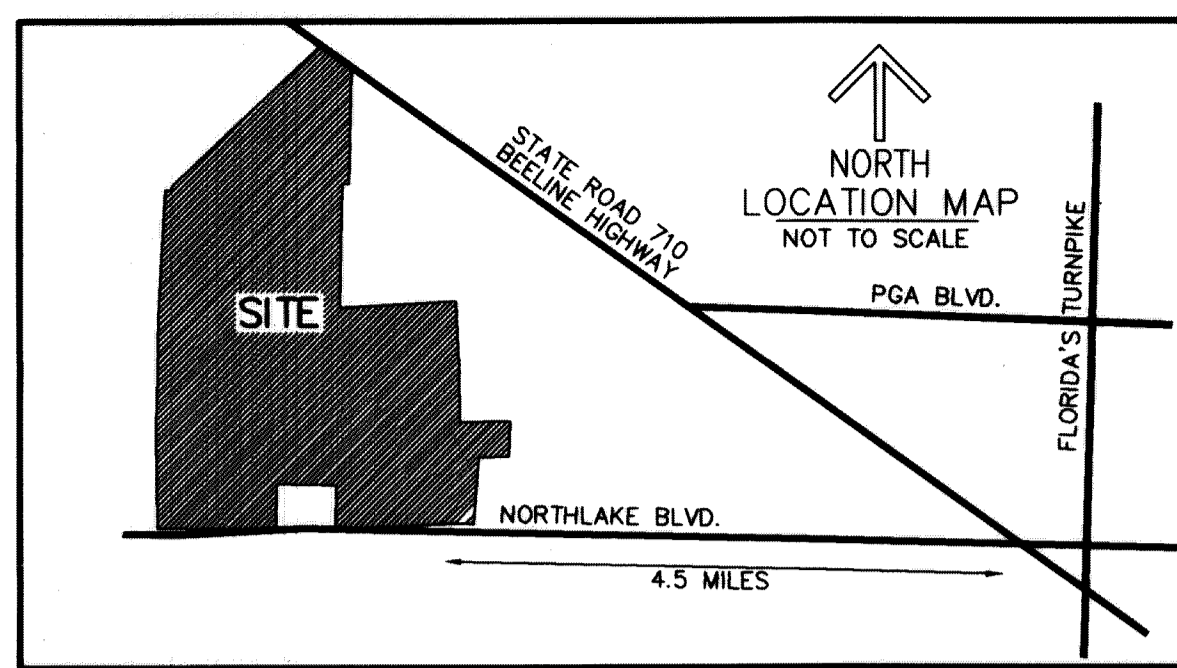 STATE ROAD 710
BEELINE HIGHWAY
NORTH
LOCATION MAP
NOT TO SCALE
PGA BLVD.
FLORIDA'S TURNPIKE
SITE
NORTHLAKE BLVD.
4.5 MILES